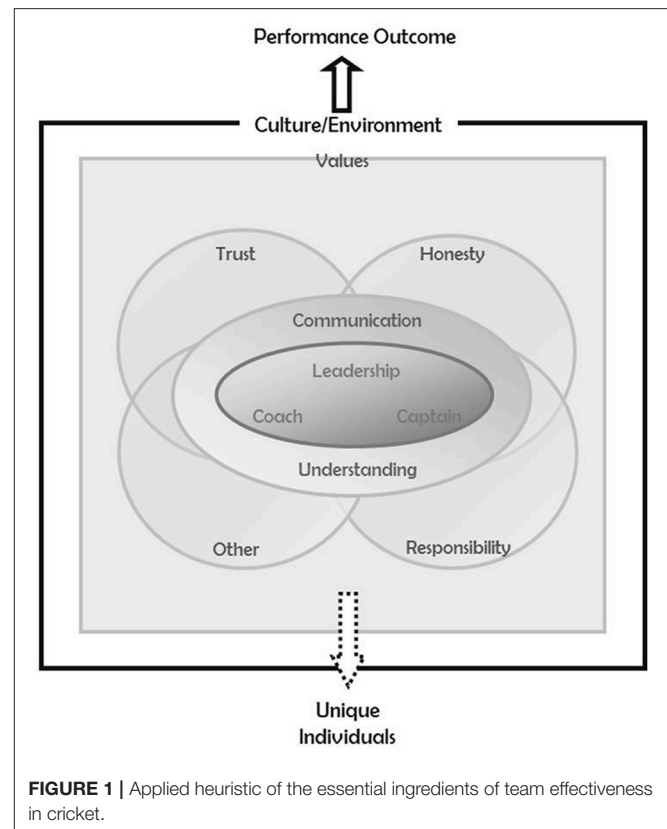 Performance Outcome
Culture/Environment
Values
Trust Honesty
Communication
Leadership
Coach Captain
Understanding
Other Responsibility
Unique
Individuals
FIGURE 1 | Applied heuristic of the essential ingredients of team effectiveness
in cricket.